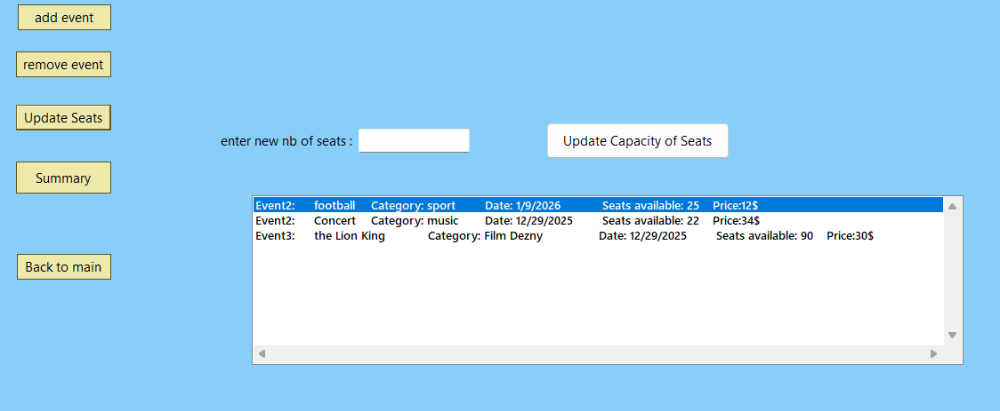 add event
remove event
Update Seats
enter new nb of seats :
Update Capacity of Seats
Summary
Event2: football Category: sport Date: 1/9/2026 Seats available: 25 Price:12$
Event2: Concert Category: music Date: 12/29/2025 Seats available: 22 Price:34$
Event3: the Lion King Category: Film Dezny Date: 12/29/2025 Seats available: 90 Price:30$
Back to main